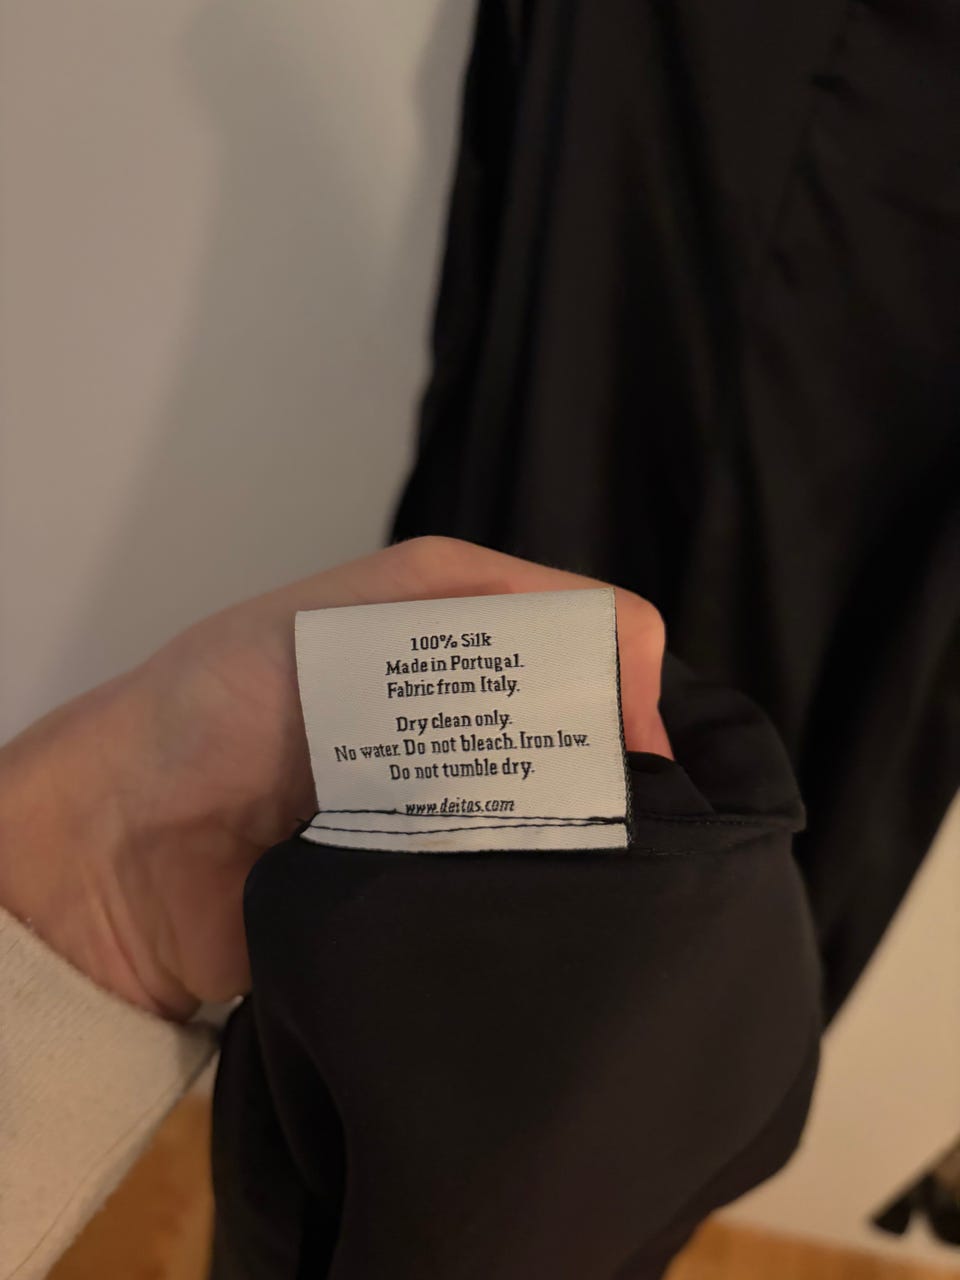 100% Silk
Made in Portugal.
Fabric from Italy.
Dry clean only.
No water. Do not bleach. Iron low.
Do not tumble dry.
www.deitas.com